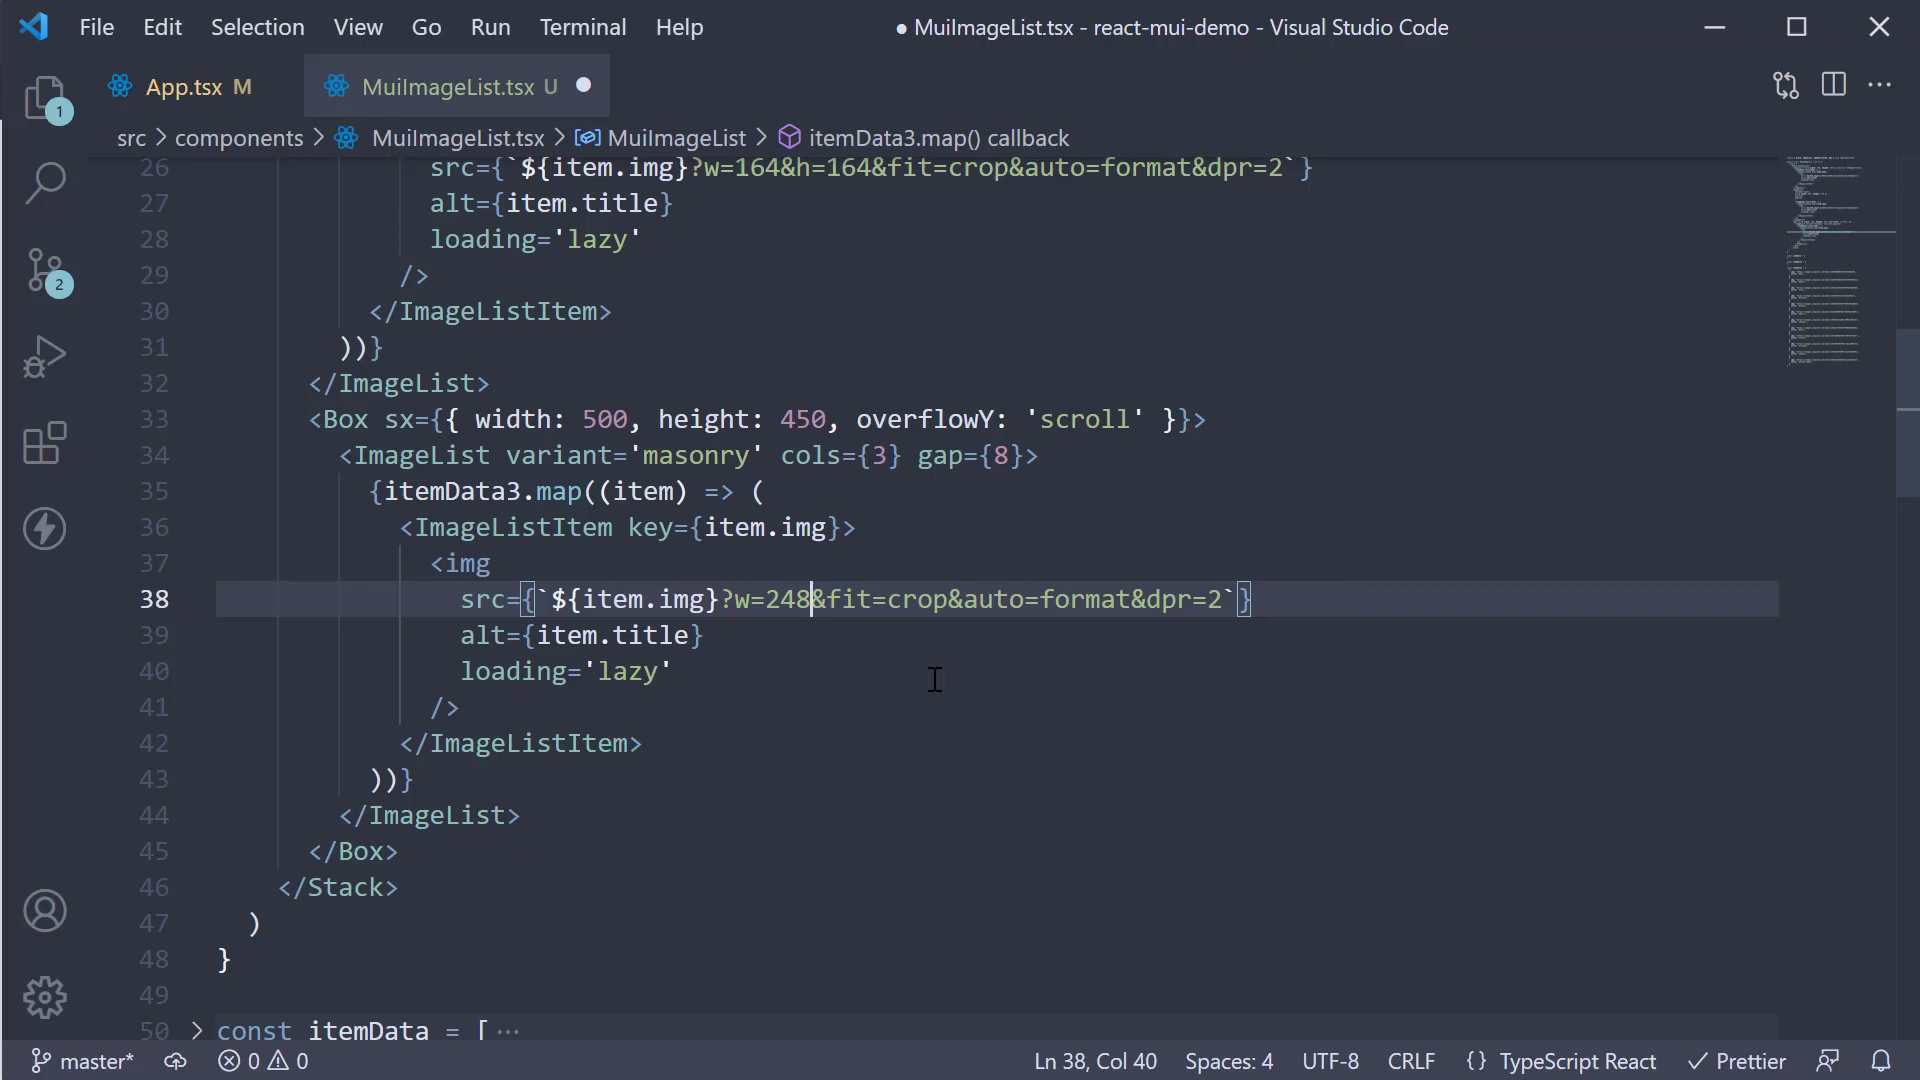 File Edit Selection View Go Run Terminal Help ● MuiImageList.tsx - react-mui-demo - Visual Studio Code
App.tsx M MuiImageList.tsx U ●
src > components > MuiImageList.tsx > MuiImageList > itemData3.map() callback
1
2
26 src={`${item.img}?w=164&h=164&fit=crop&auto=format&dpr=2`}
27 alt={item.title}
28 loading='lazy'
29 />
30 </ImageListItem>
31 ))}
32 </ImageList>
33 <Box sx={{ width: 500, height: 450, overflowY: 'scroll' }}>
34 <ImageList variant='masonry' cols={3} gap={8}>
35 {itemData3.map((item) => (
36 <ImageListItem key={item.img}>
37 <img
38 src={`${item.img}?w=248&fit=crop&auto=format&dpr=2`}
39 alt={item.title}
40 loading='lazy'
41 />
42 </ImageListItem>
43 ))}
44 </ImageList>
45 </Box>
46 </Stack>
47 )
48 }
49
50 > const itemData = [ ···
master* 0 0 Ln 38, Col 40 Spaces: 4 UTF-8 CRLF {} TypeScript React ✓ Prettier